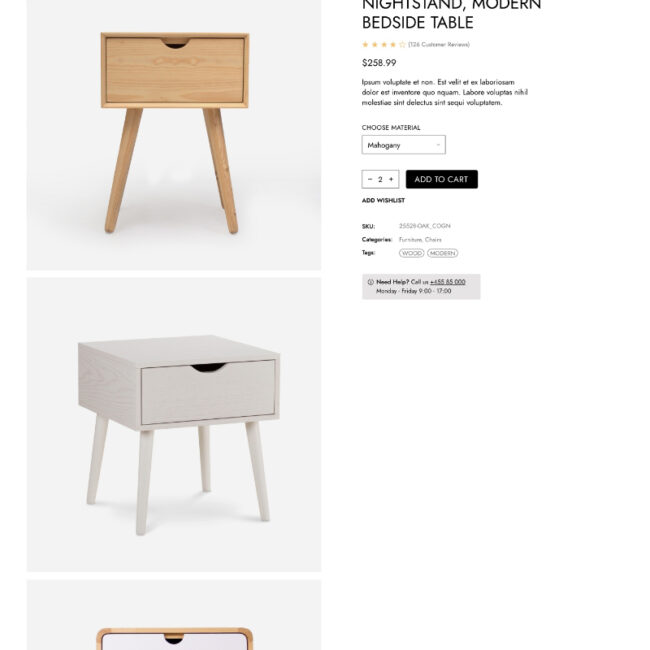 NIGHTSTAND, MODERN
BEDSIDE TABLE
(126 Customer Reviews)
$258.99
Ipsum voluptate et non. Est velit et ex laboriosam
dolor est inventore quo nquam. Labore voluptas nihil
molestiae sint delectus sint sequi voluptatem.
CHOOSE MATERIAL
Mahogany
− 2 +
ADD TO CART
ADD WISHLIST
SKU: 25528-OAK_COGN
Categories: Furniture, Chairs
Tags: WOOD MODERN
Need Help? Call us +455 85 000
Monday - Friday 9:00 - 17:00